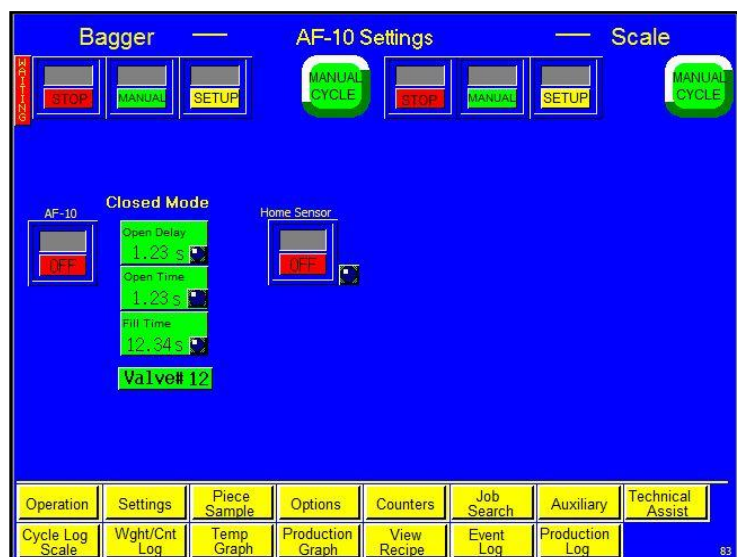 Bagger — AF-10 Settings — Scale
WAITING
STOP
MANUAL
SETUP
MANUAL
CYCLE
STOP
MANUAL
SETUP
MANUAL
CYCLE
AF-10
OFF
Closed Mode
Open Delay
1.23 s
Open Time
1.23 s
Fill Time
12.34 s
Valve# 12
Home Sensor
OFF
Operation
Settings
Piece
Sample
Options
Counters
Job
Search
Auxiliary
Technical
Assist
Cycle Log
Scale
Wght/Cnt
Log
Temp
Graph
Production
Graph
View
Recipe
Event
Log
Production
Log
83